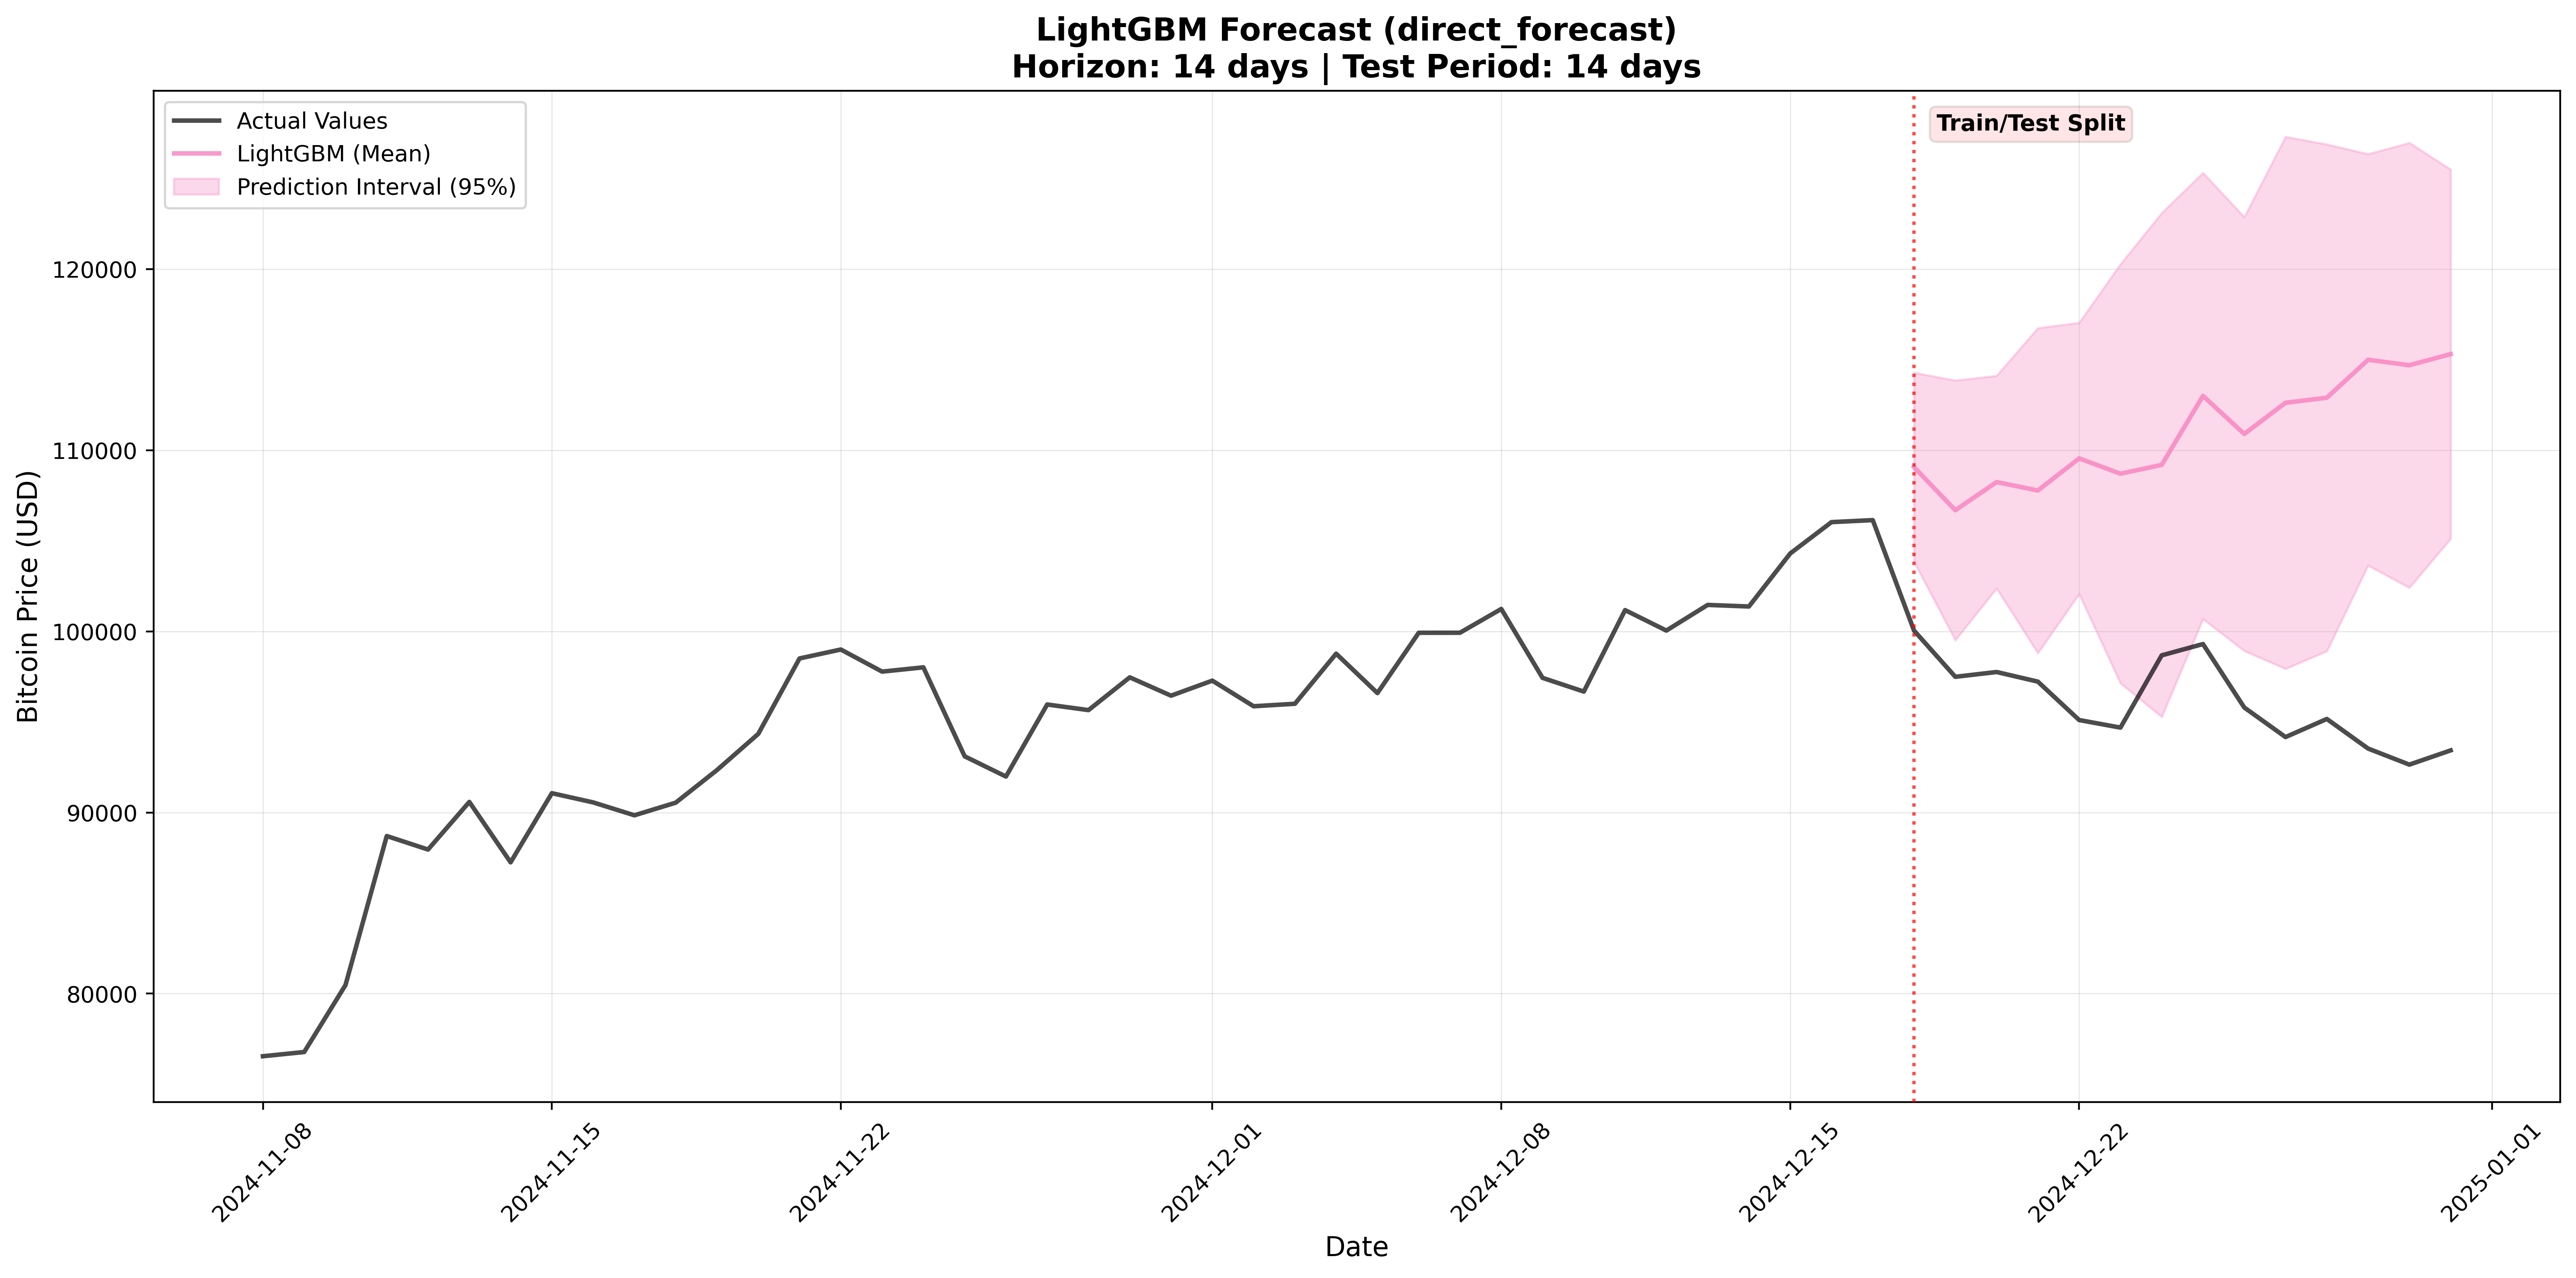 LightGBM Forecast (direct_forecast)
Horizon: 14 days | Test Period: 14 days
Actual Values
LightGBM (Mean)
Prediction Interval (95%)
Train/Test Split
Bitcoin Price (USD)
120000
110000
100000
90000
80000
2024-11-08
2024-11-15
2024-11-22
2024-12-01
2024-12-08
2024-12-15
2024-12-22
2025-01-01
Date